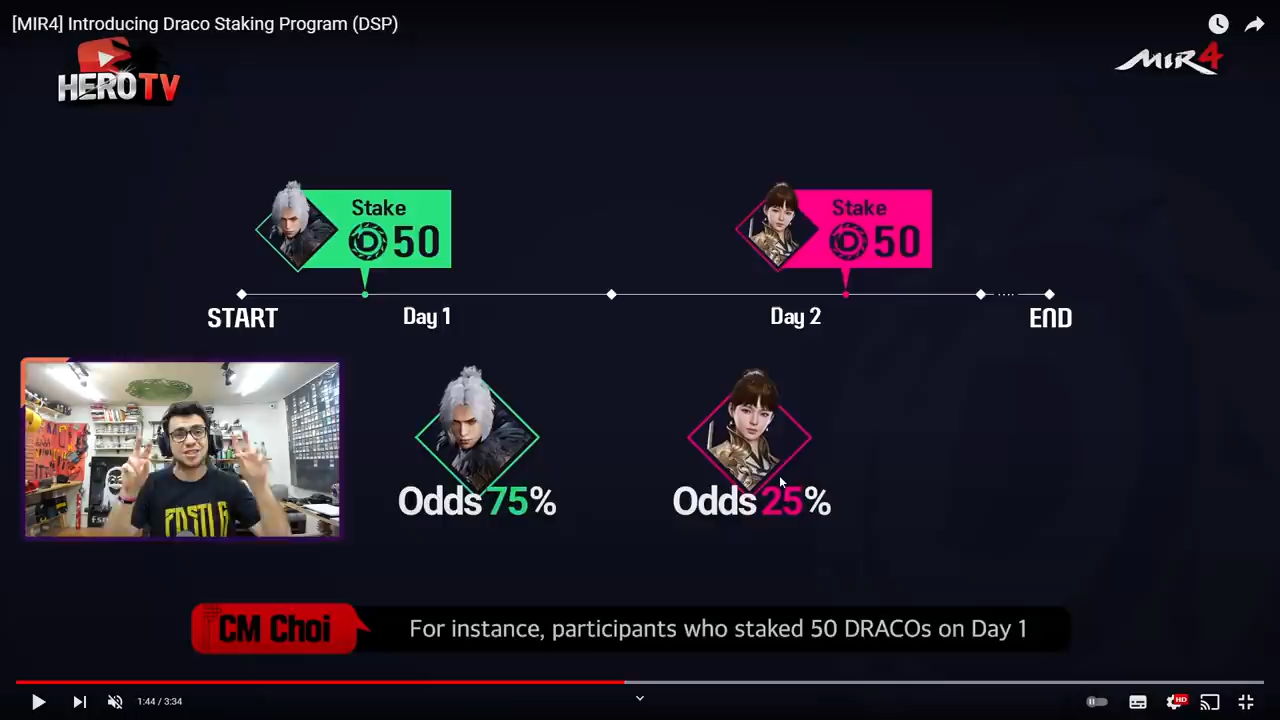 [MIR4] Introducing Draco Staking Program (DSP)
HERO TV
MIR4
Stake
D 50
Stake
D 50
START
Day 1
Day 2
END
Odds 75%
Odds 25%
CM Choi
For instance, participants who staked 50 DRACOs on Day 1
1:44 / 3:34
HD